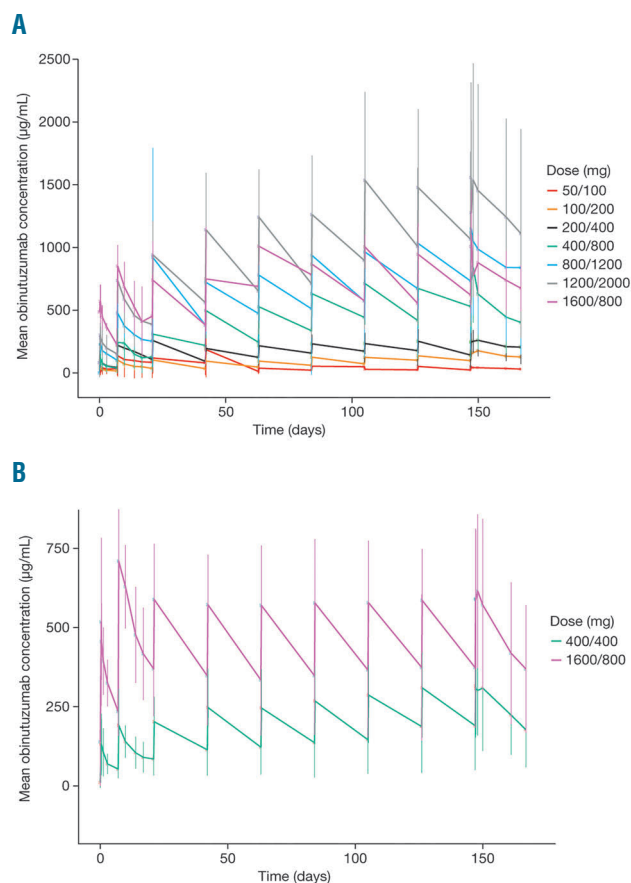 A
2500
2000
1500
1000
500
0
Mean obinutuzumab concentration (µg/mL)
0 50 100 150
Time (days)
Dose (mg)
50/100
100/200
200/400
400/800
800/1200
1200/2000
1600/800
B
750
500
250
0
Mean obinutuzumab concentration (µg/mL)
0 50 100 150
Time (days)
Dose (mg)
400/400
1600/800